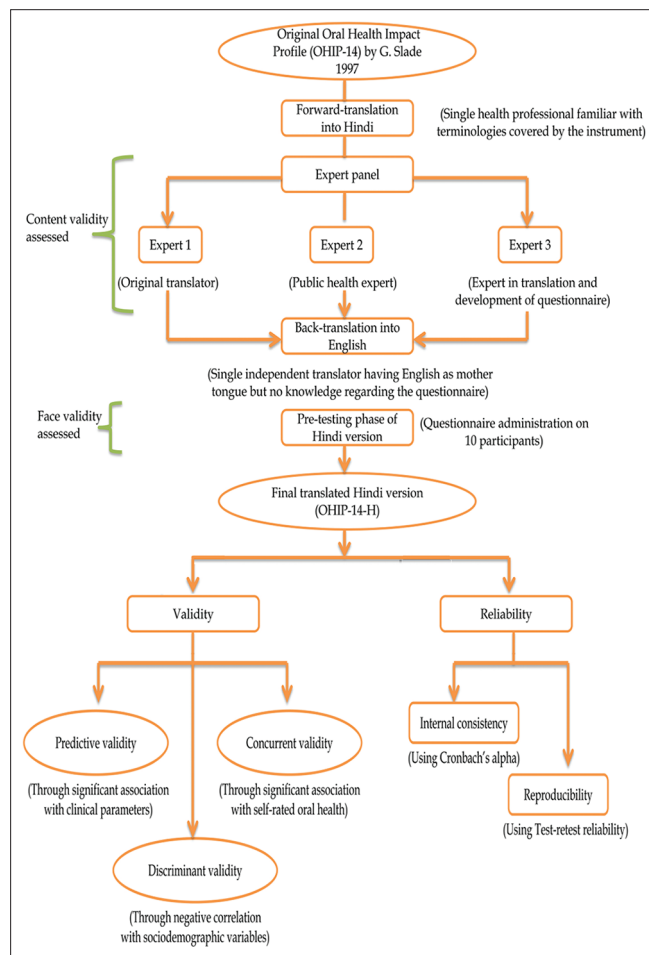 Original Oral Health Impact
Profile (OHIP-14) by G. Slade
1997
Forward-translation
into Hindi
(Single health professional familiar with
terminologies covered by the instrument)
Expert panel
Content validity
assessed
Expert 1
Expert 2
Expert 3
(Original translator)
(Public health expert)
(Expert in translation and
development of questionnaire)
Back-translation into
English
(Single independent translator having English as mother
tongue but no knowledge regarding the questionnaire)
Face validity
assessed
Pre-testing phase of
Hindi version
(Questionnaire administration on
10 participants)
Final translated Hindi version
(OHIP-14-H)
Validity
Reliability
Predictive validity
Concurrent validity
Internal consistency
(Using Cronbach's alpha)
(Through significant association
with clinical parameters)
(Through significant association
with self-rated oral health)
Reproducibility
(Using Test-retest reliability)
Discriminant validity
(Through negative correlation
with sociodemographic variables)